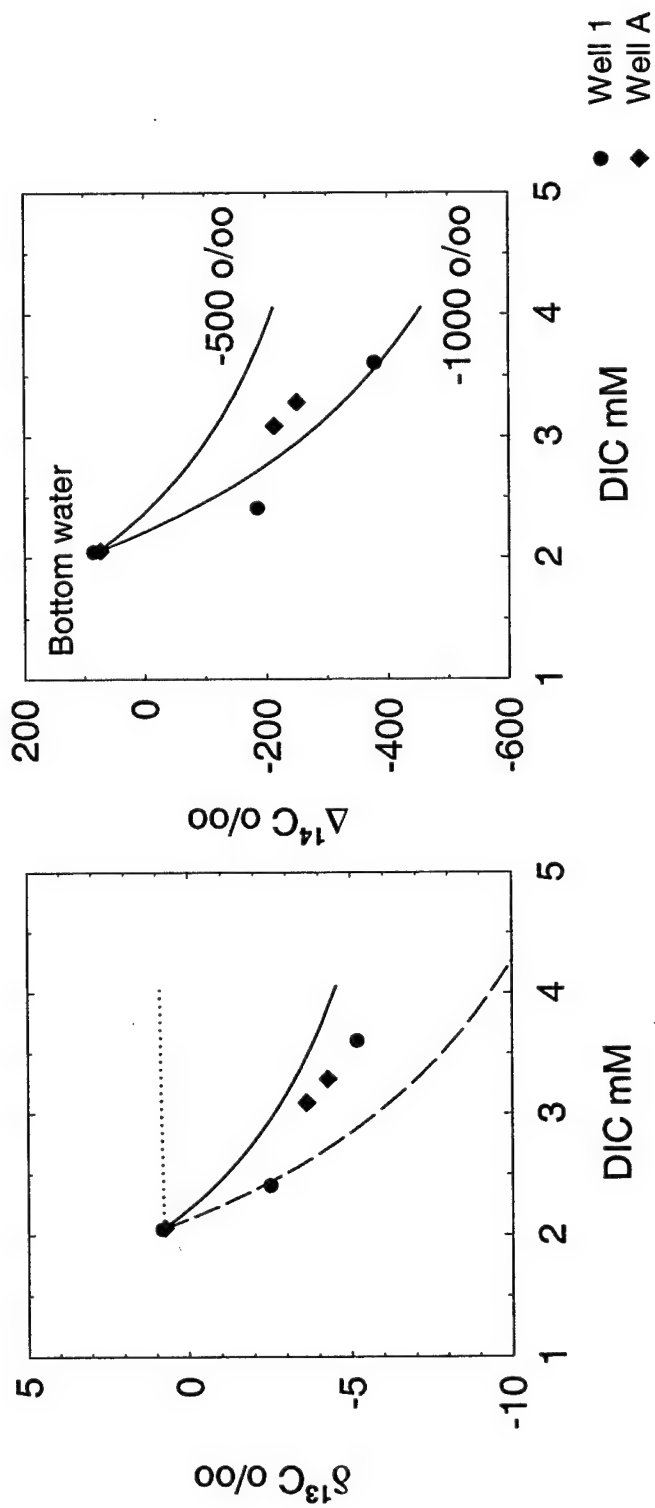 5
0
-5
-10
δ13C o/oo
1
2
3
4
5
DIC mM
200
0
-200
-400
-600
Δ14C o/oo
Bottom water
-500 o/oo
-1000 o/oo
1
2
3
4
5
DIC mM
Well 1
Well A